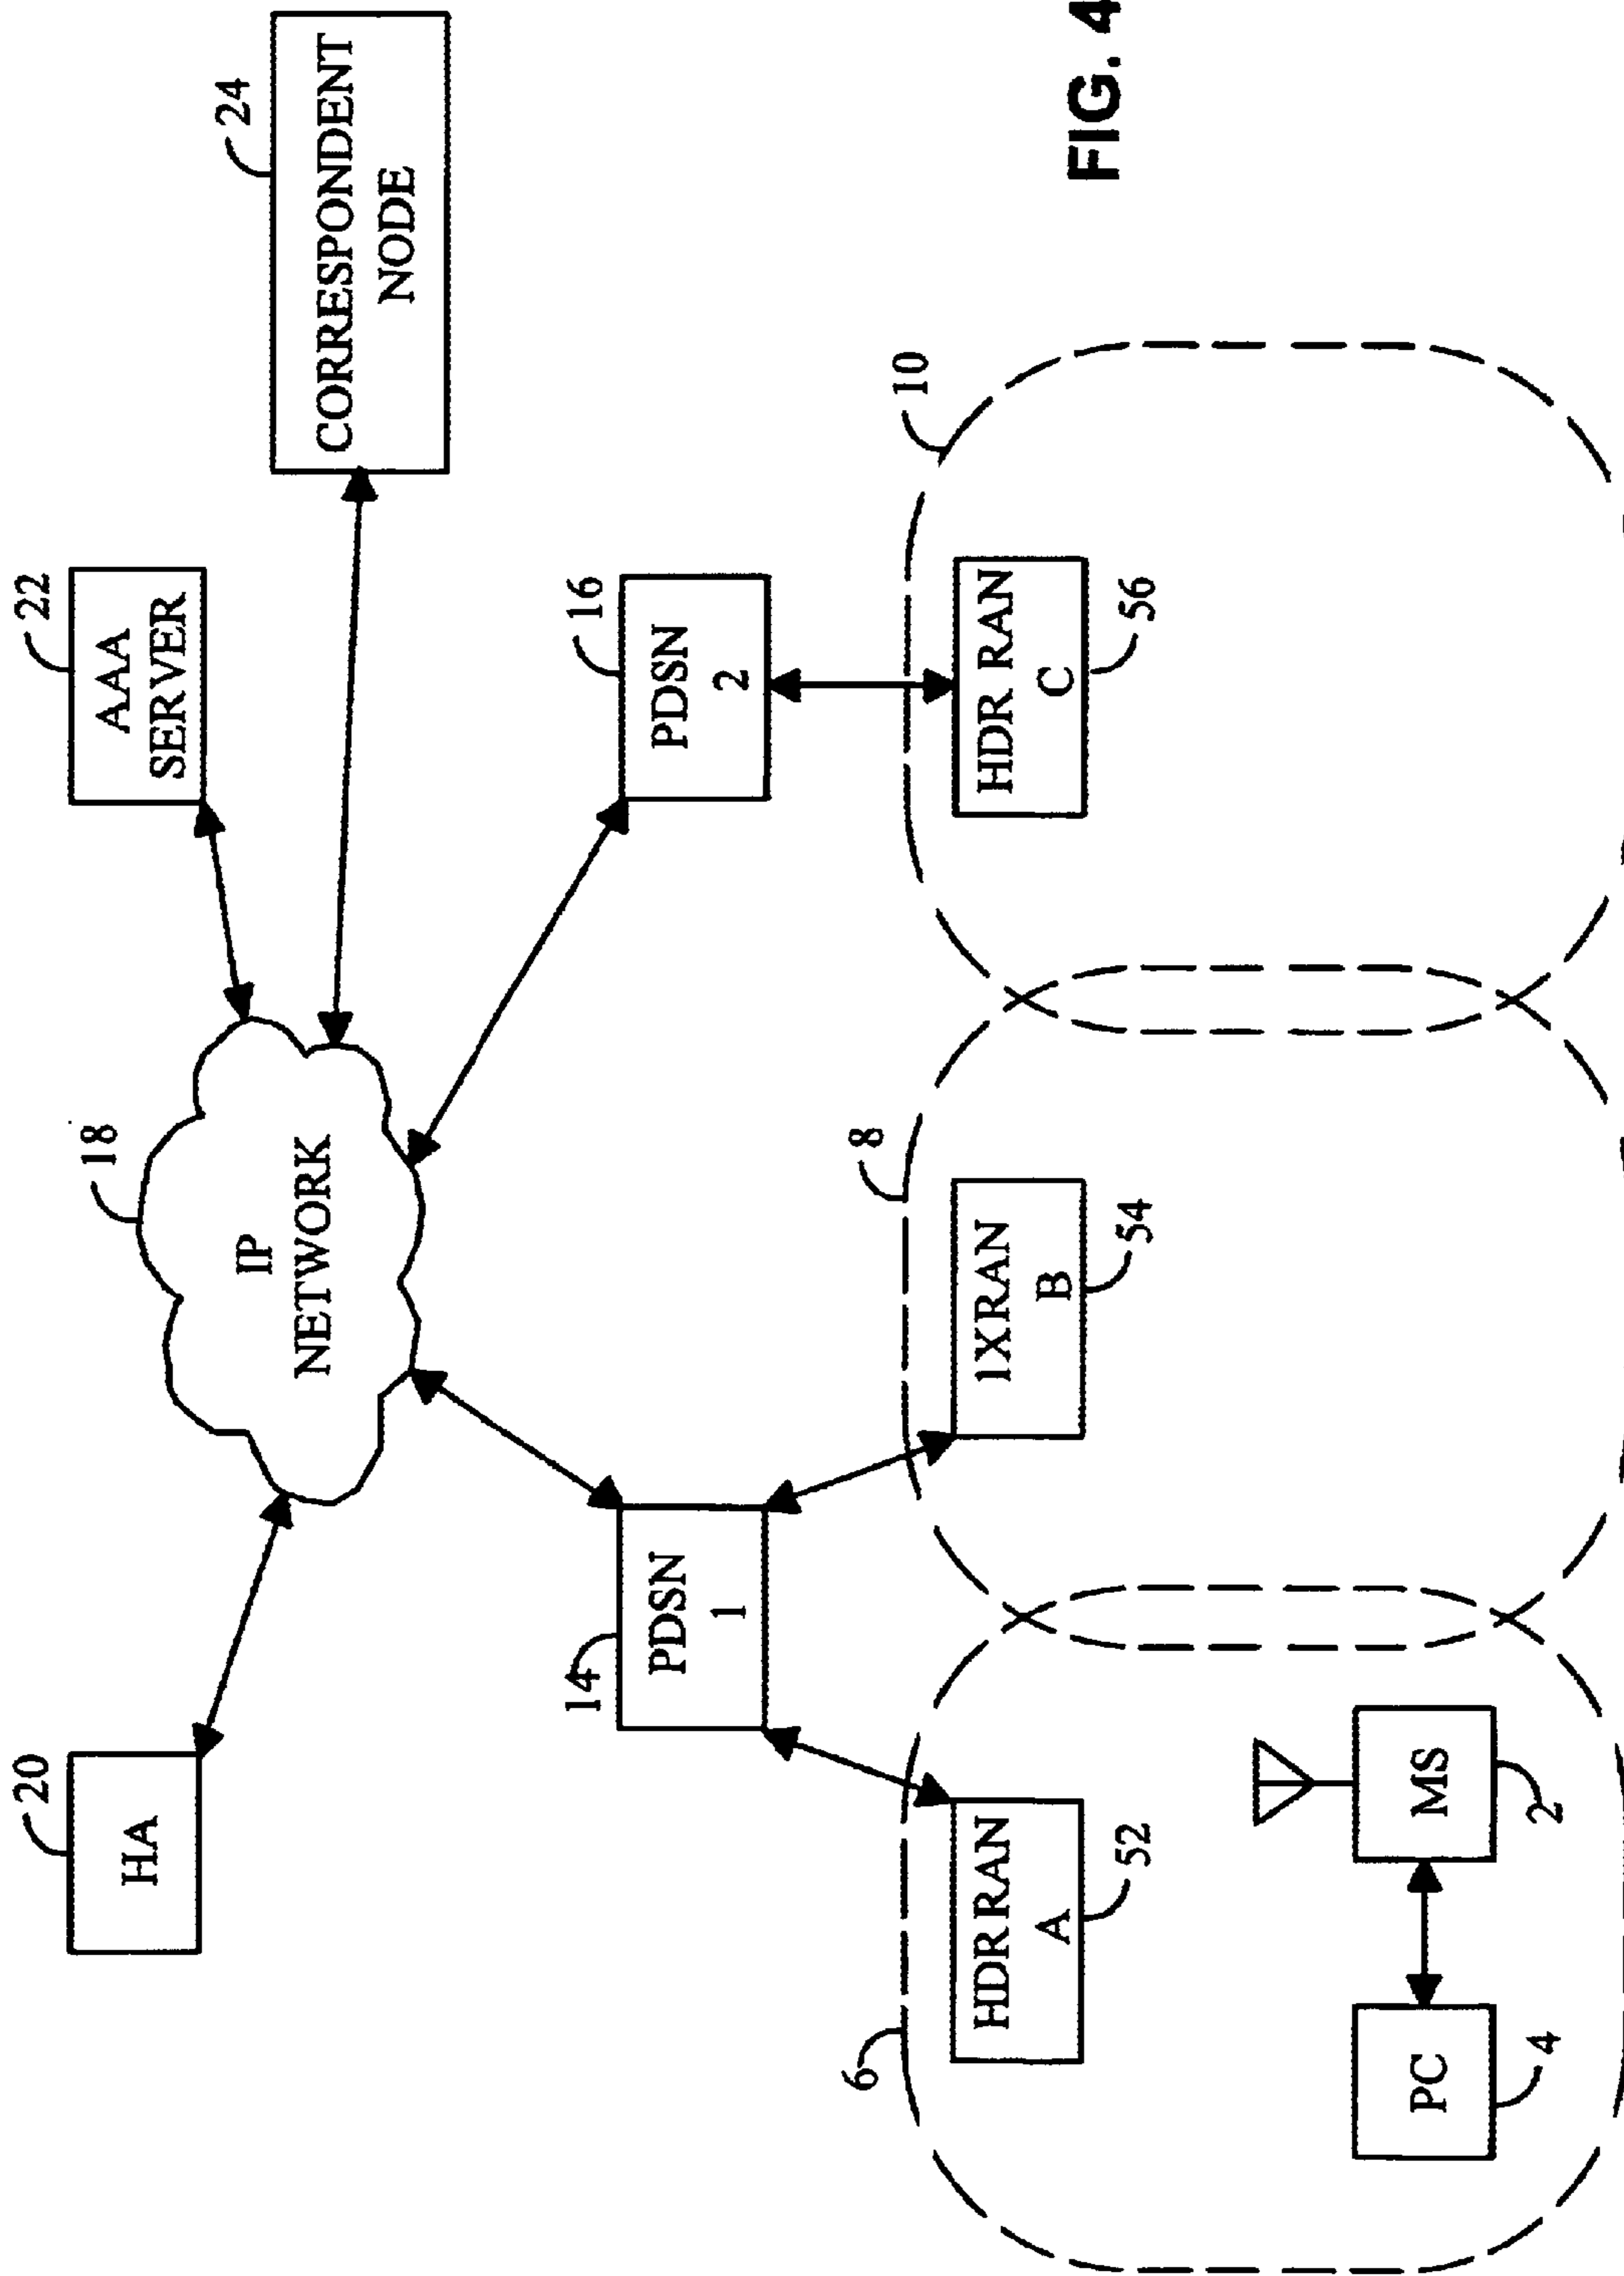 20
HA
18
IP
NETWORK
22
AAA
SERVER
24
CORRESPONDENT
NODE
14
PDSN
1
16
PDSN
2
6
HDR RAN
A
52
8
1XRAN
B
54
10
HDR RAN
C
56
PC
4
MS
2
FIG. 4